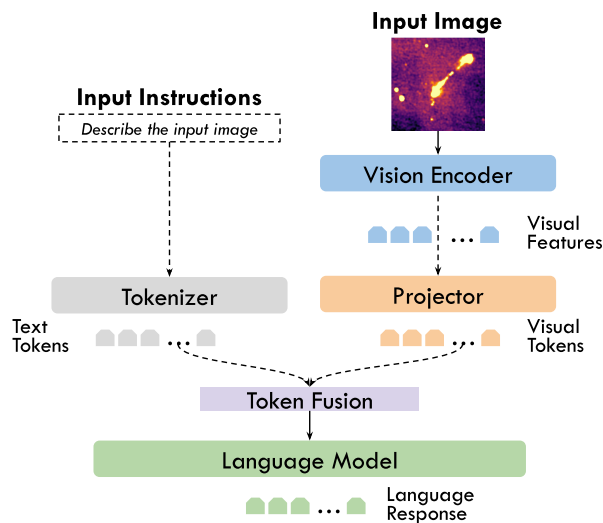 Input Image
Input Instructions
Describe the input image
Vision Encoder
Visual
Features
Tokenizer
Projector
Text
Tokens
Visual
Tokens
Token Fusion
Language Model
Language
Response